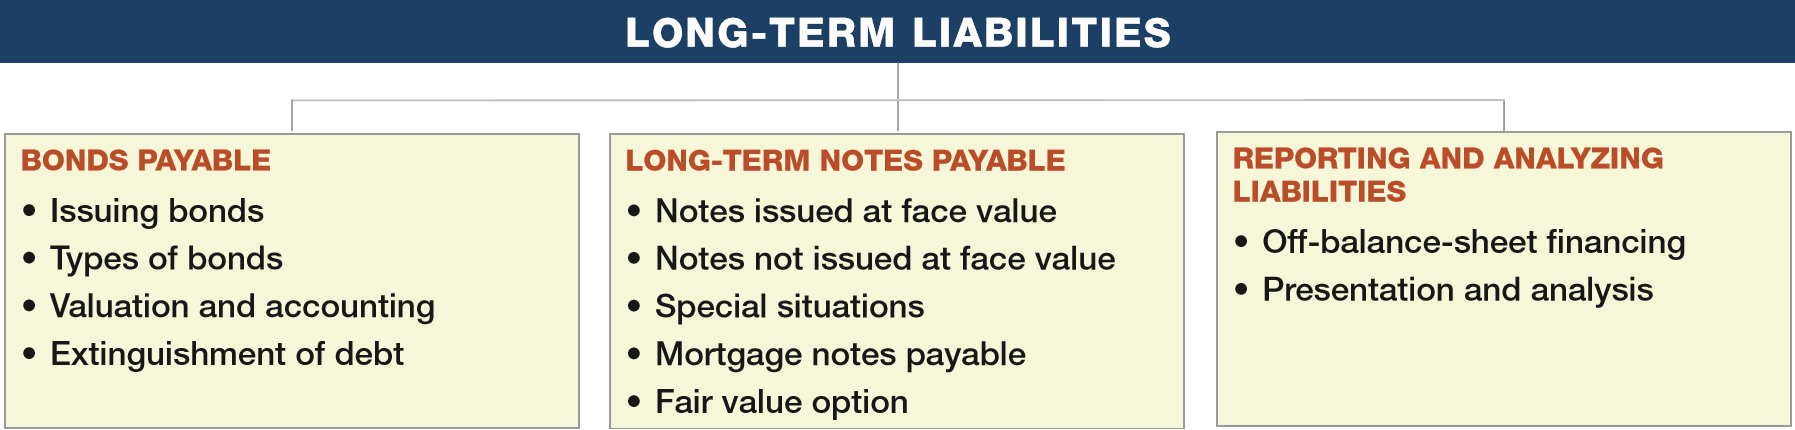 LONG-TERM LIABILITIES
BONDS PAYABLE
• Issuing bonds
• Types of bonds
• Valuation and accounting
• Extinguishment of debt
LONG-TERM NOTES PAYABLE
• Notes issued at face value
• Notes not issued at face value
• Special situations
• Mortgage notes payable
• Fair value option
REPORTING AND ANALYZING
LIABILITIES
• Off-balance-sheet financing
• Presentation and analysis